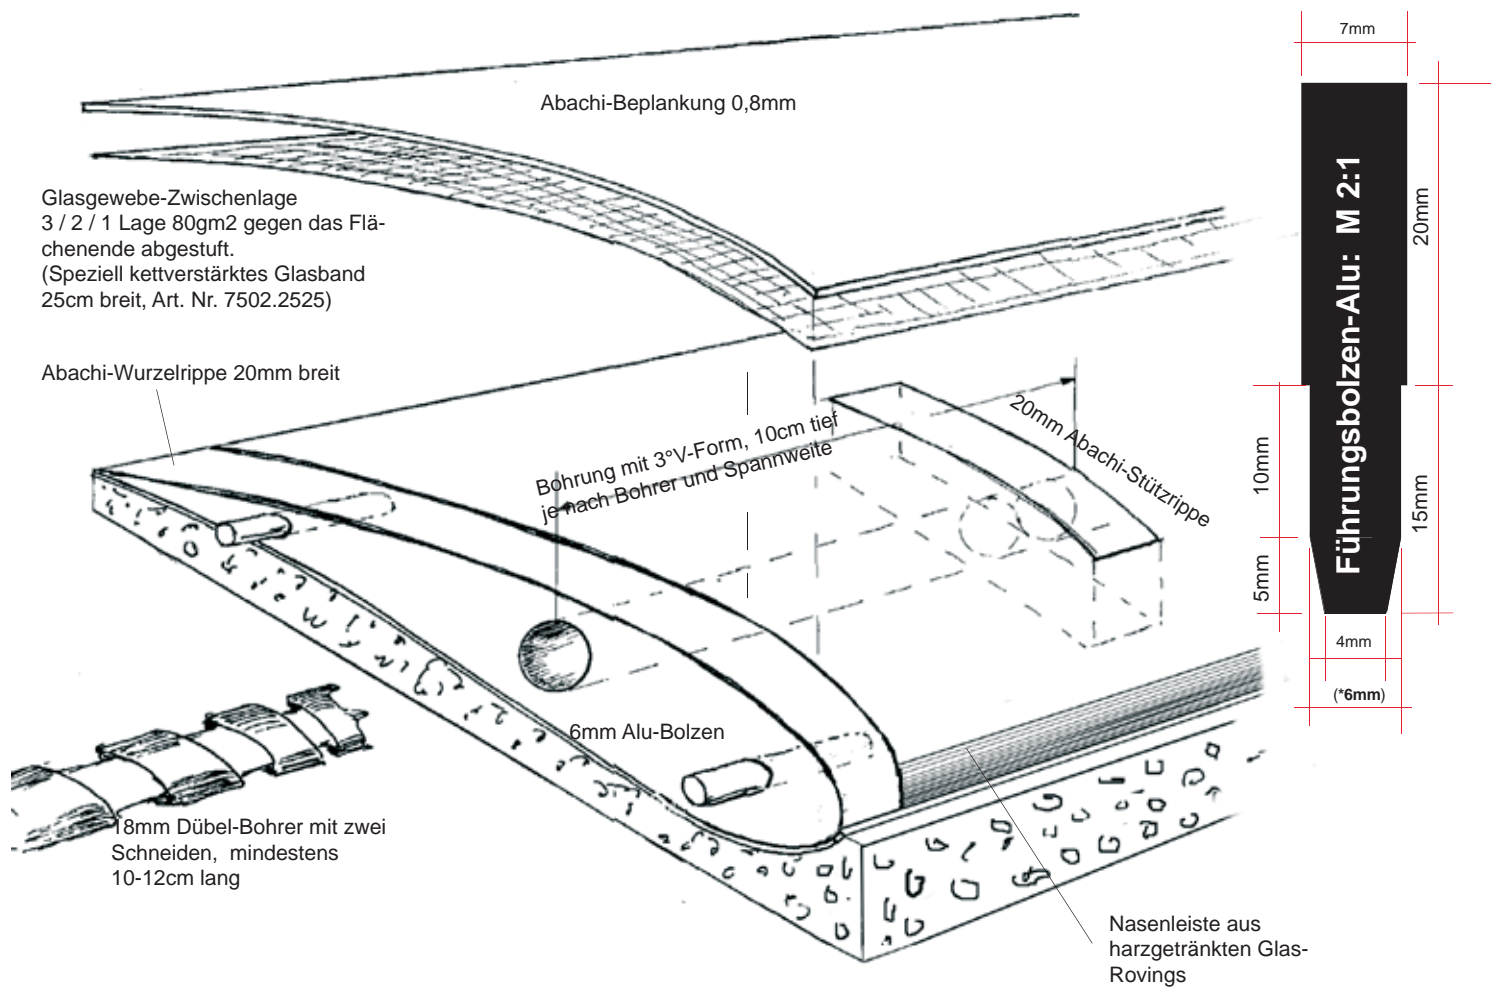 7mm
Abachi-Beplankung 0,8mm
Glasgewebe-Zwischenlage
3 / 2 / 1 Lage 80gm2 gegen das Flä-
chenende abgestuft.
(Speziell kettverstärktes Glasband
25cm breit, Art. Nr. 7502.2525)
Führungsbolzen-Alu: M 2:1
20mm
Abachi-Wurzelrippe 20mm breit
Bohrung mit 3°V-Form, 10cm tief
je nach Bohrer und Spannweite
20mm Abachi-Stützrippe
10mm
15mm
5mm
4mm
(*6mm)
6mm Alu-Bolzen
18mm Dübel-Bohrer mit zwei
Schneiden, mindestens
10-12cm lang
Nasenleiste aus
harzgetränkten Glas-
Rovings